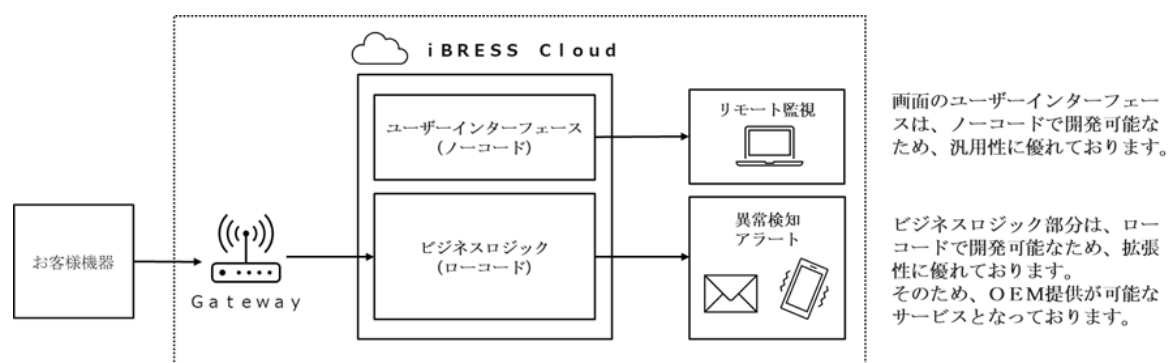 iBRESS Cloud
ユーザーインターフェース
(ノーコード)
リモート監視
画面のユーザーインターフェー
スは、ノーコードで開発可能な
ため、汎用性に優れております。
お客様機器
Gateway
ビジネスロジック
(ローコード)
異常検知
アラート
ビジネスロジック部分は、ロー
コードで開発可能なため、拡張
性に優れております。
そのため、OEM提供が可能な
サービスとなっております。